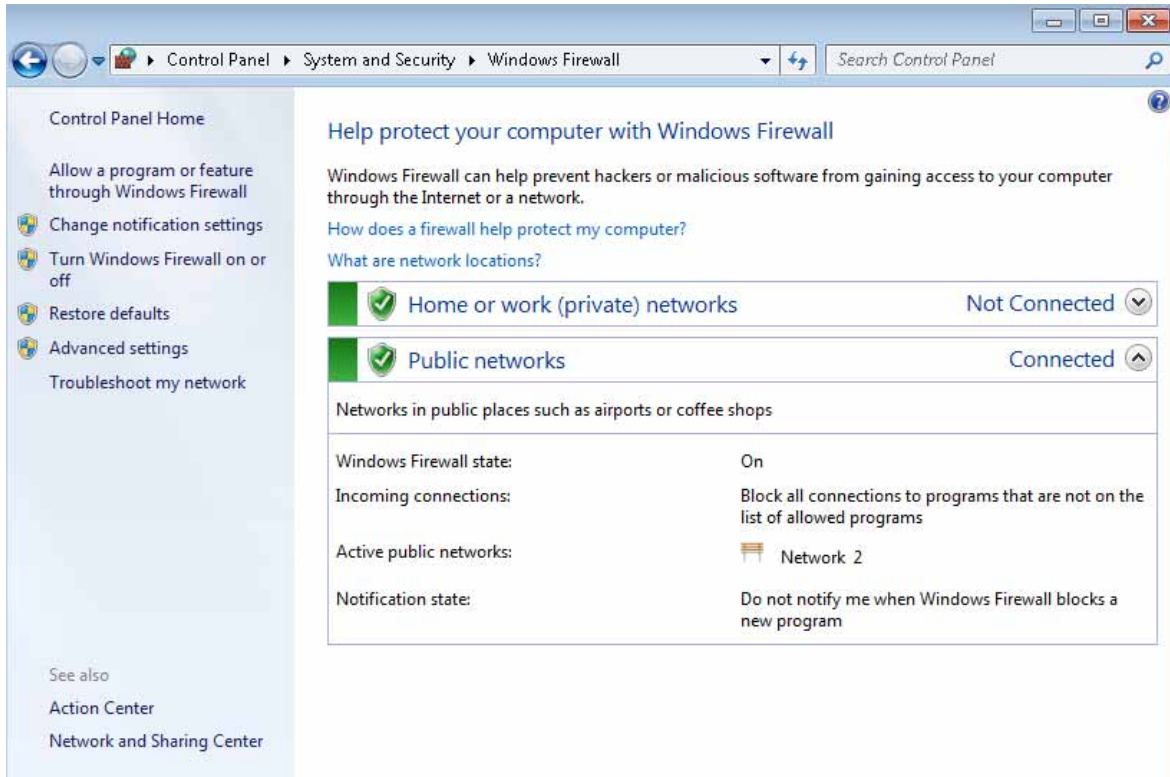 Control Panel ▸ System and Security ▸ Windows Firewall
Search Control Panel
Control Panel Home
Allow a program or feature
through Windows Firewall
Change notification settings
Turn Windows Firewall on or
off
Restore defaults
Advanced settings
Troubleshoot my network
See also
Action Center
Network and Sharing Center
Help protect your computer with Windows Firewall
Windows Firewall can help prevent hackers or malicious software from gaining access to your computer
through the Internet or a network.
How does a firewall help protect my computer?
What are network locations?
Home or work (private) networks Not Connected
Public networks Connected
Networks in public places such as airports or coffee shops
Windows Firewall state: On
Incoming connections: Block all connections to programs that are not on the
list of allowed programs
Active public networks: Network 2
Notification state: Do not notify me when Windows Firewall blocks a
new program